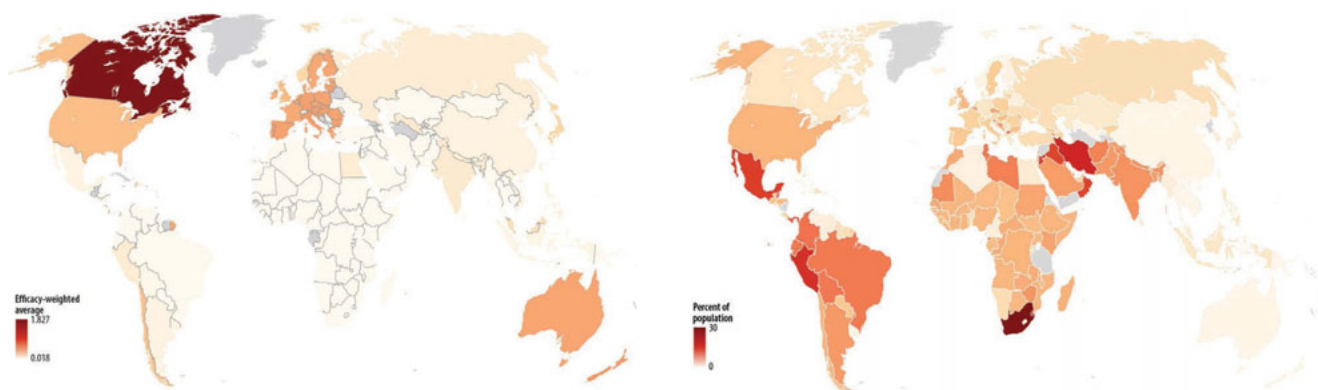 Efficacy-weighted
average
1.827
0.018
Percent of
population
30
0